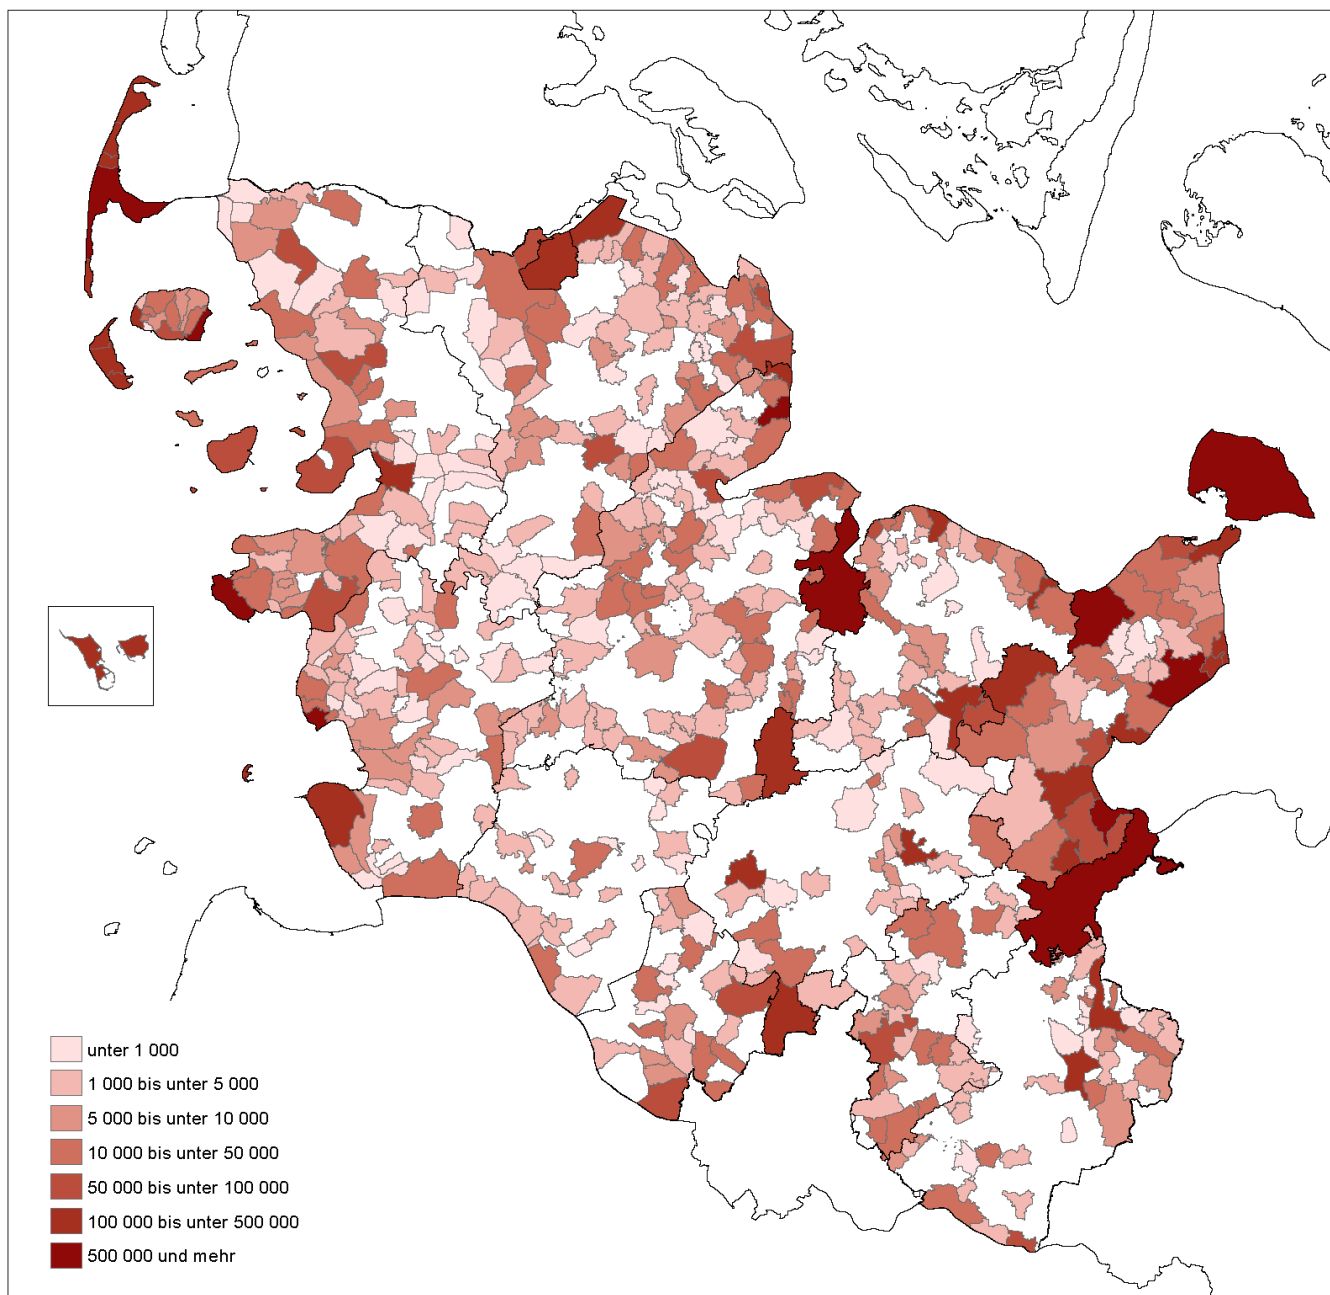 unter 1 000
1 000 bis unter 5 000
5 000 bis unter 10 000
10 000 bis unter 50 000
50 000 bis unter 100 000
100 000 bis unter 500 000
500 000 und mehr